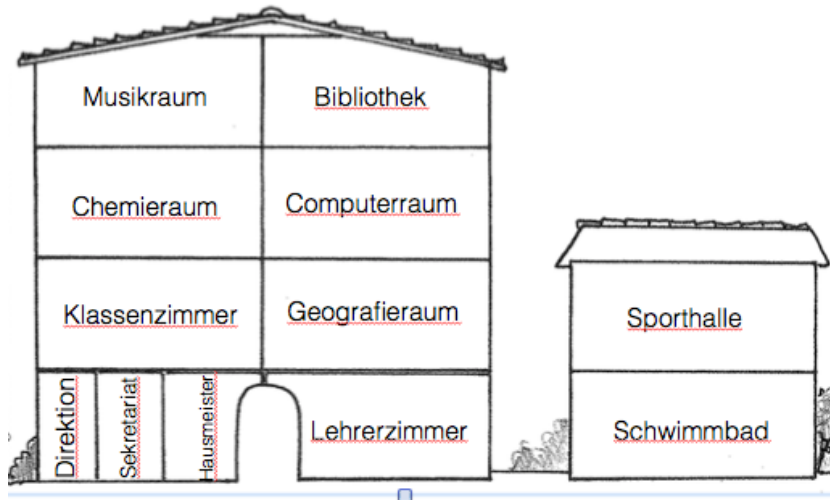 Musikraum
Bibliothek
Chemieraum
Computerraum
Klassenzimmer
Geografieraum
Sporthalle
Direktion
Sekretariat
Hausmeister
Lehrerzimmer
Schwimmbad